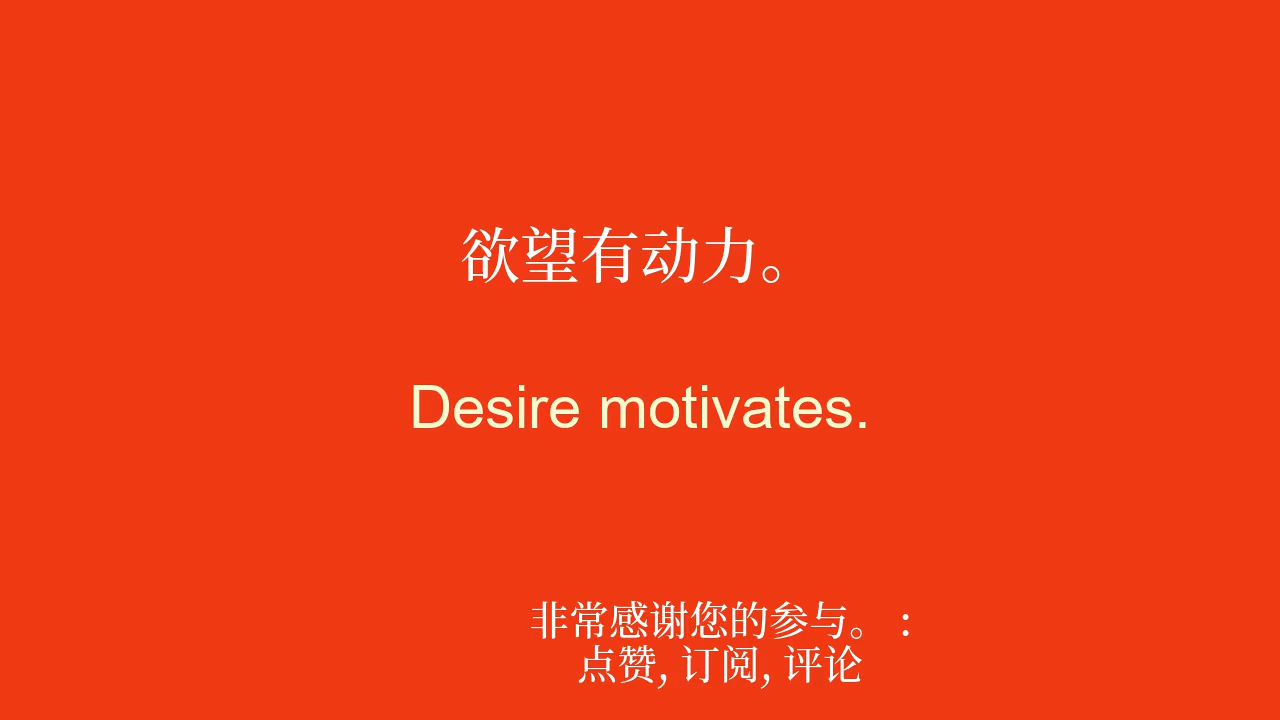 欲望有动力。
Desire motivates.
非常感谢您的参与。 :
点赞, 订阅, 评论